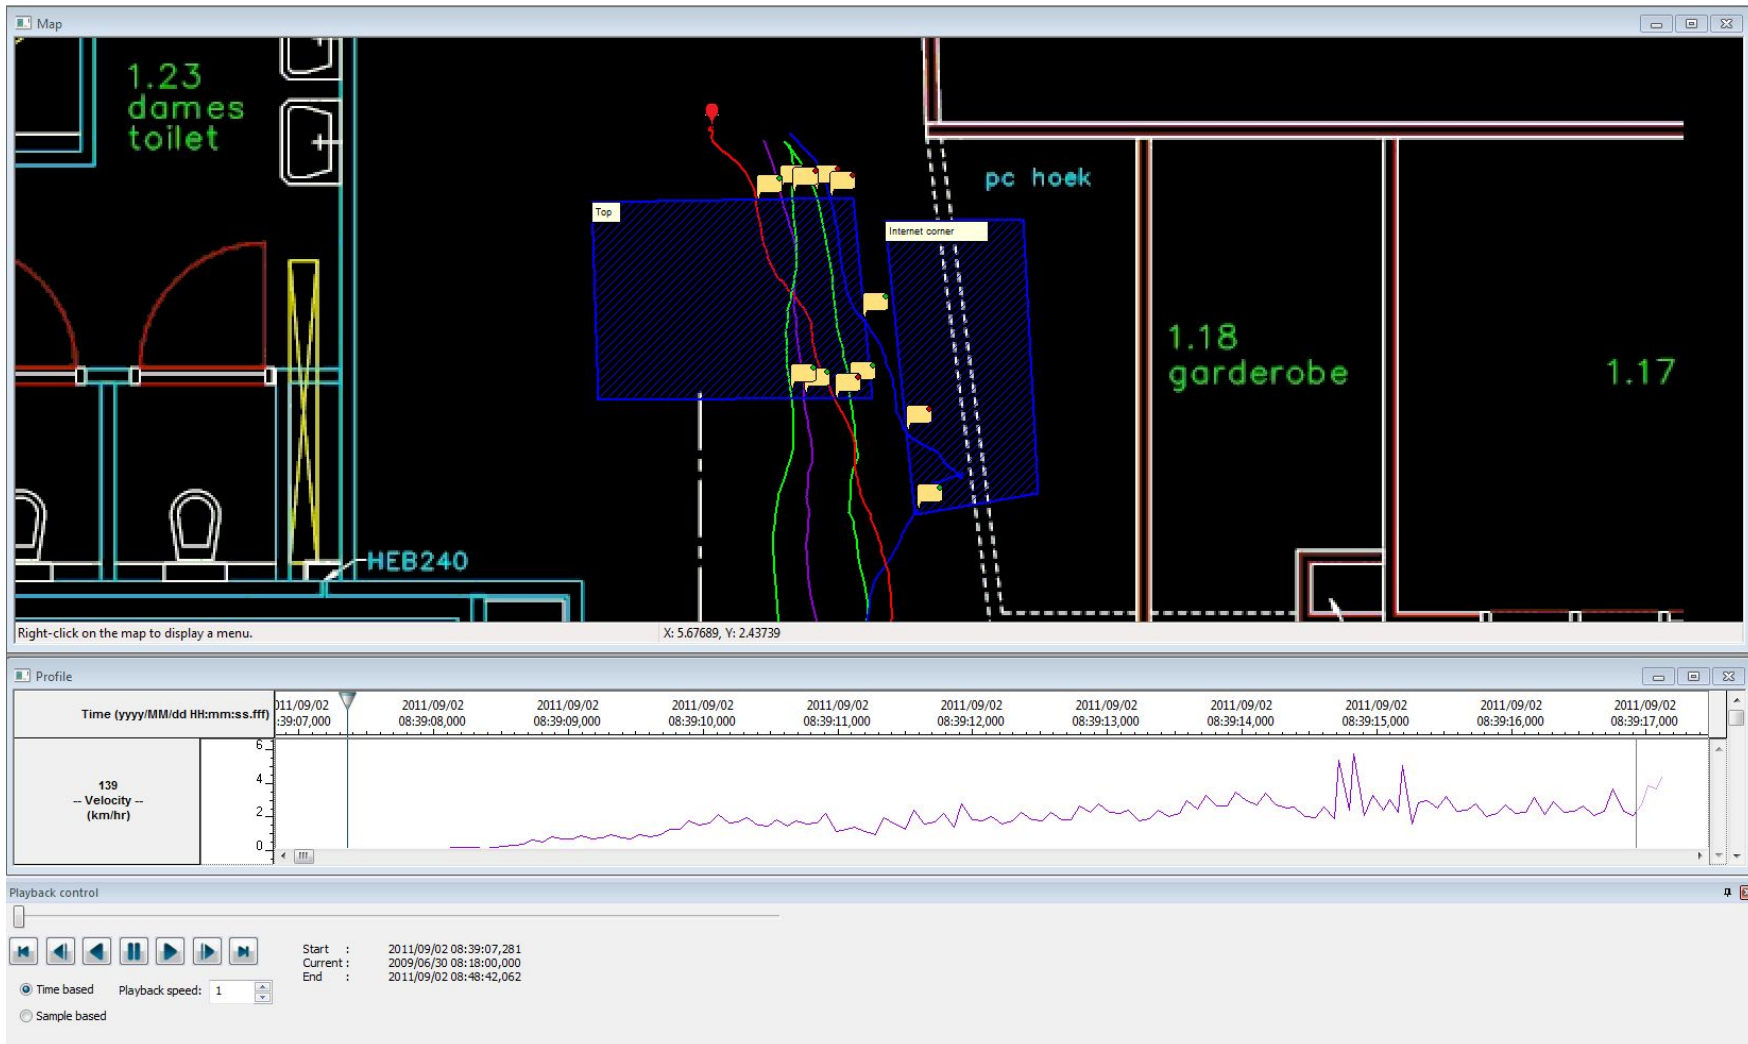 Map
1.23
dames
toilet
pc hoek
Top
Internet corner
1.18
garderobe
1.17
HEB240
Right-click on the map to display a menu.
X: 5.67689, Y: 2.43739
Profile
Time (yyyy/MM/dd HH:mm:ss.fff)
)11/09/02 2011/09/02 2011/09/02 2011/09/02 2011/09/02 2011/09/02 2011/09/02 2011/09/02 2011/09/02 2011/09/02 2011/09/02
:39:07,000 08:39:08,000 08:39:09,000 08:39:10,000 08:39:11,000 08:39:12,000 08:39:13,000 08:39:14,000 08:39:15,000 08:39:16,000 08:39:17,000
139
-- Velocity --
(km/hr)
6
4
2
0
Playback control
Start : 2011/09/02 08:39:07,281
Current : 2009/06/30 08:18:00,000
End : 2011/09/02 08:48:42,062
Time based Playback speed: 1
Sample based